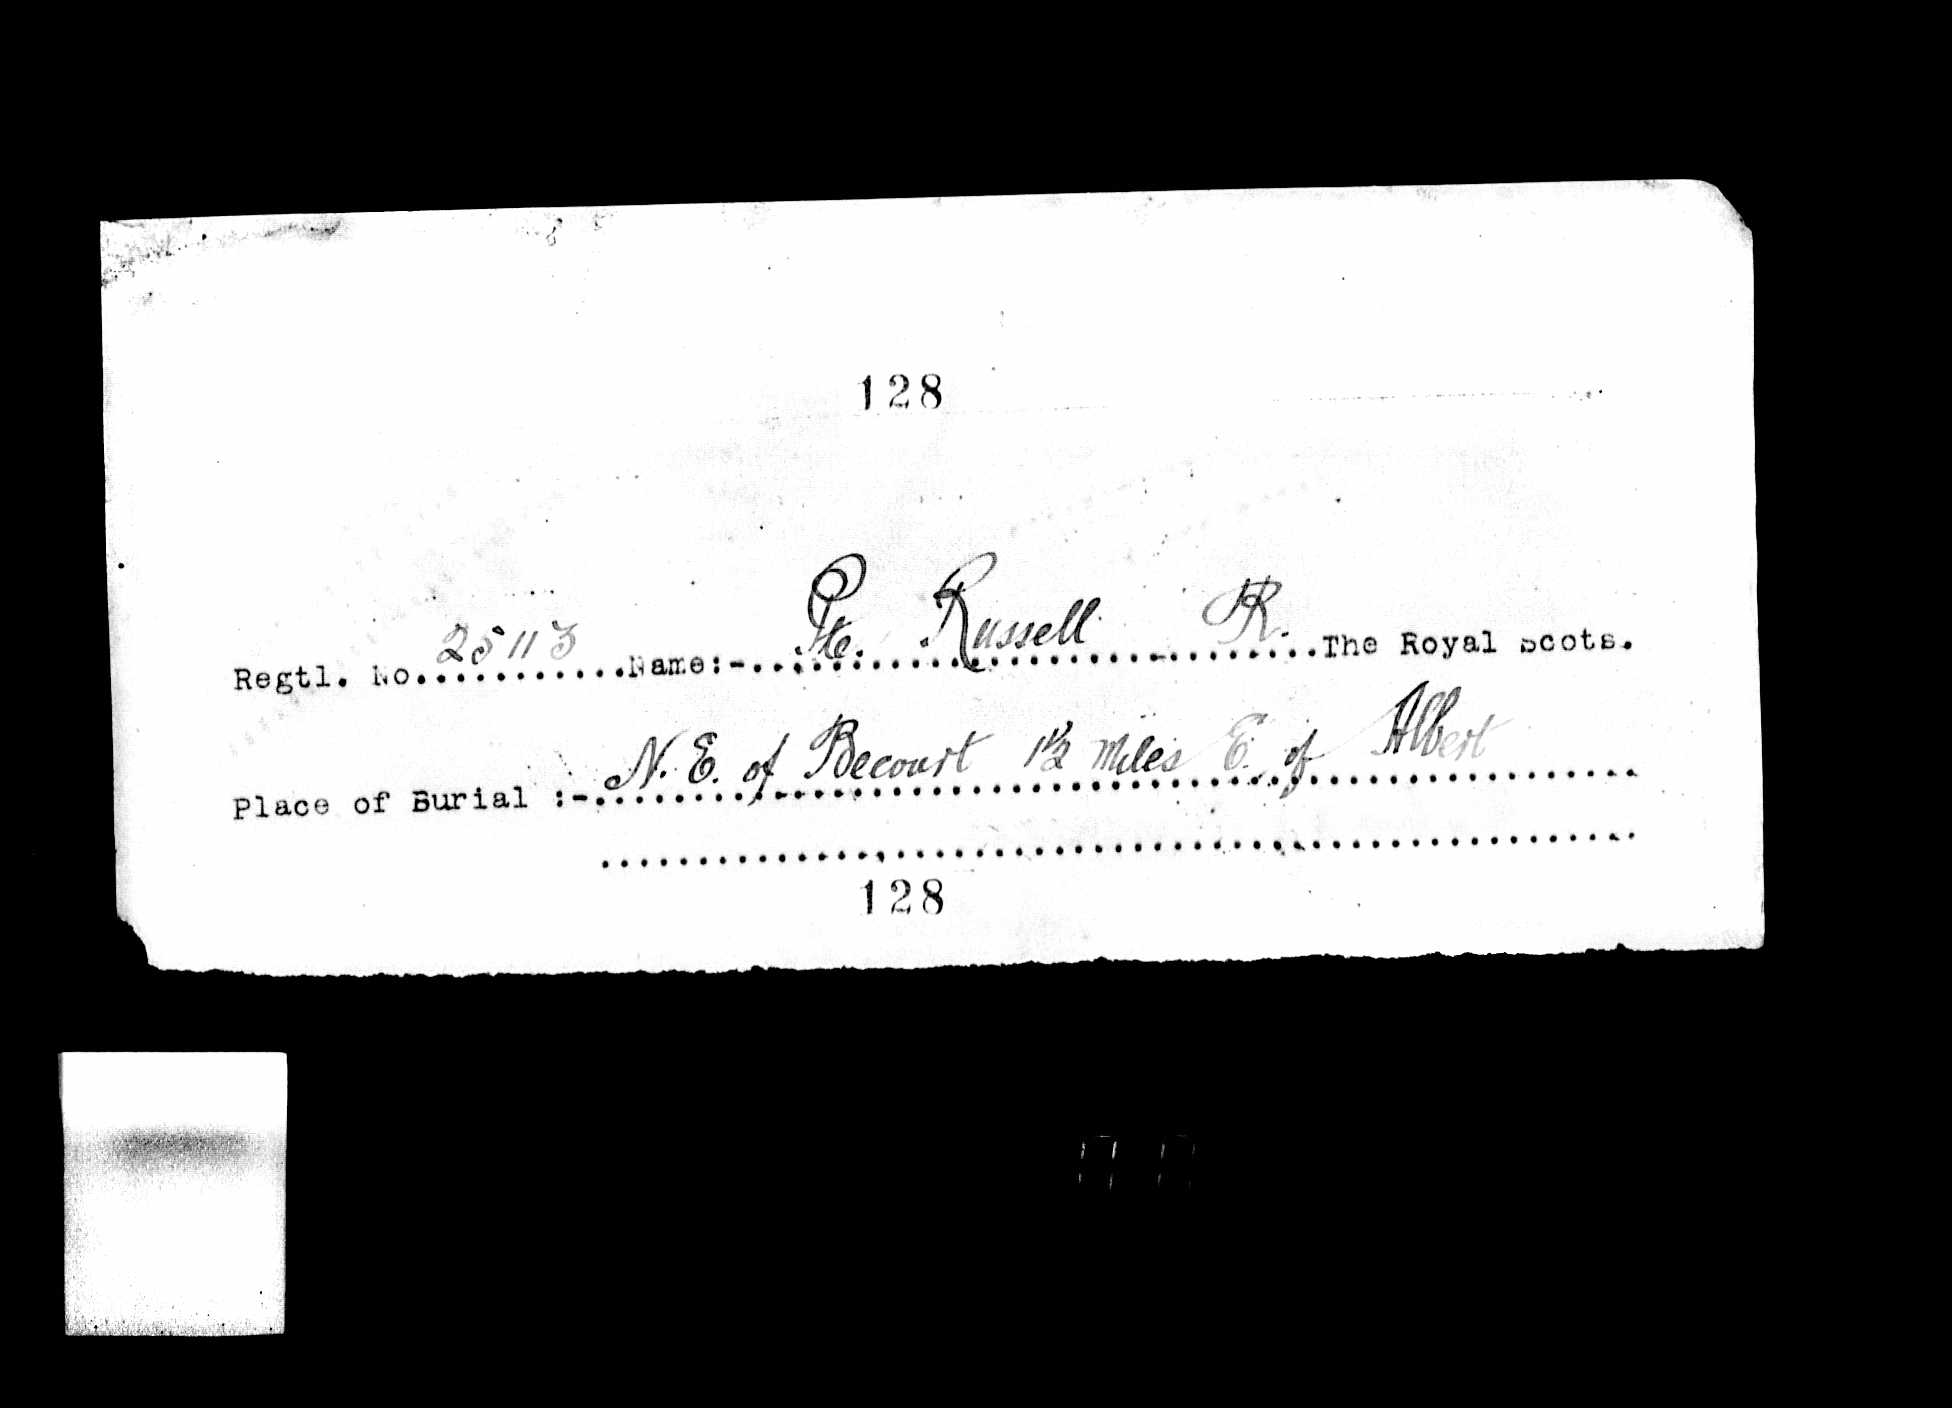 128
Regtl. No. 25113 Name:- Pte. Russell R. The Royal Scots.
Place of Burial :- N. E. of Becourt 1½ miles E. of Albert
128